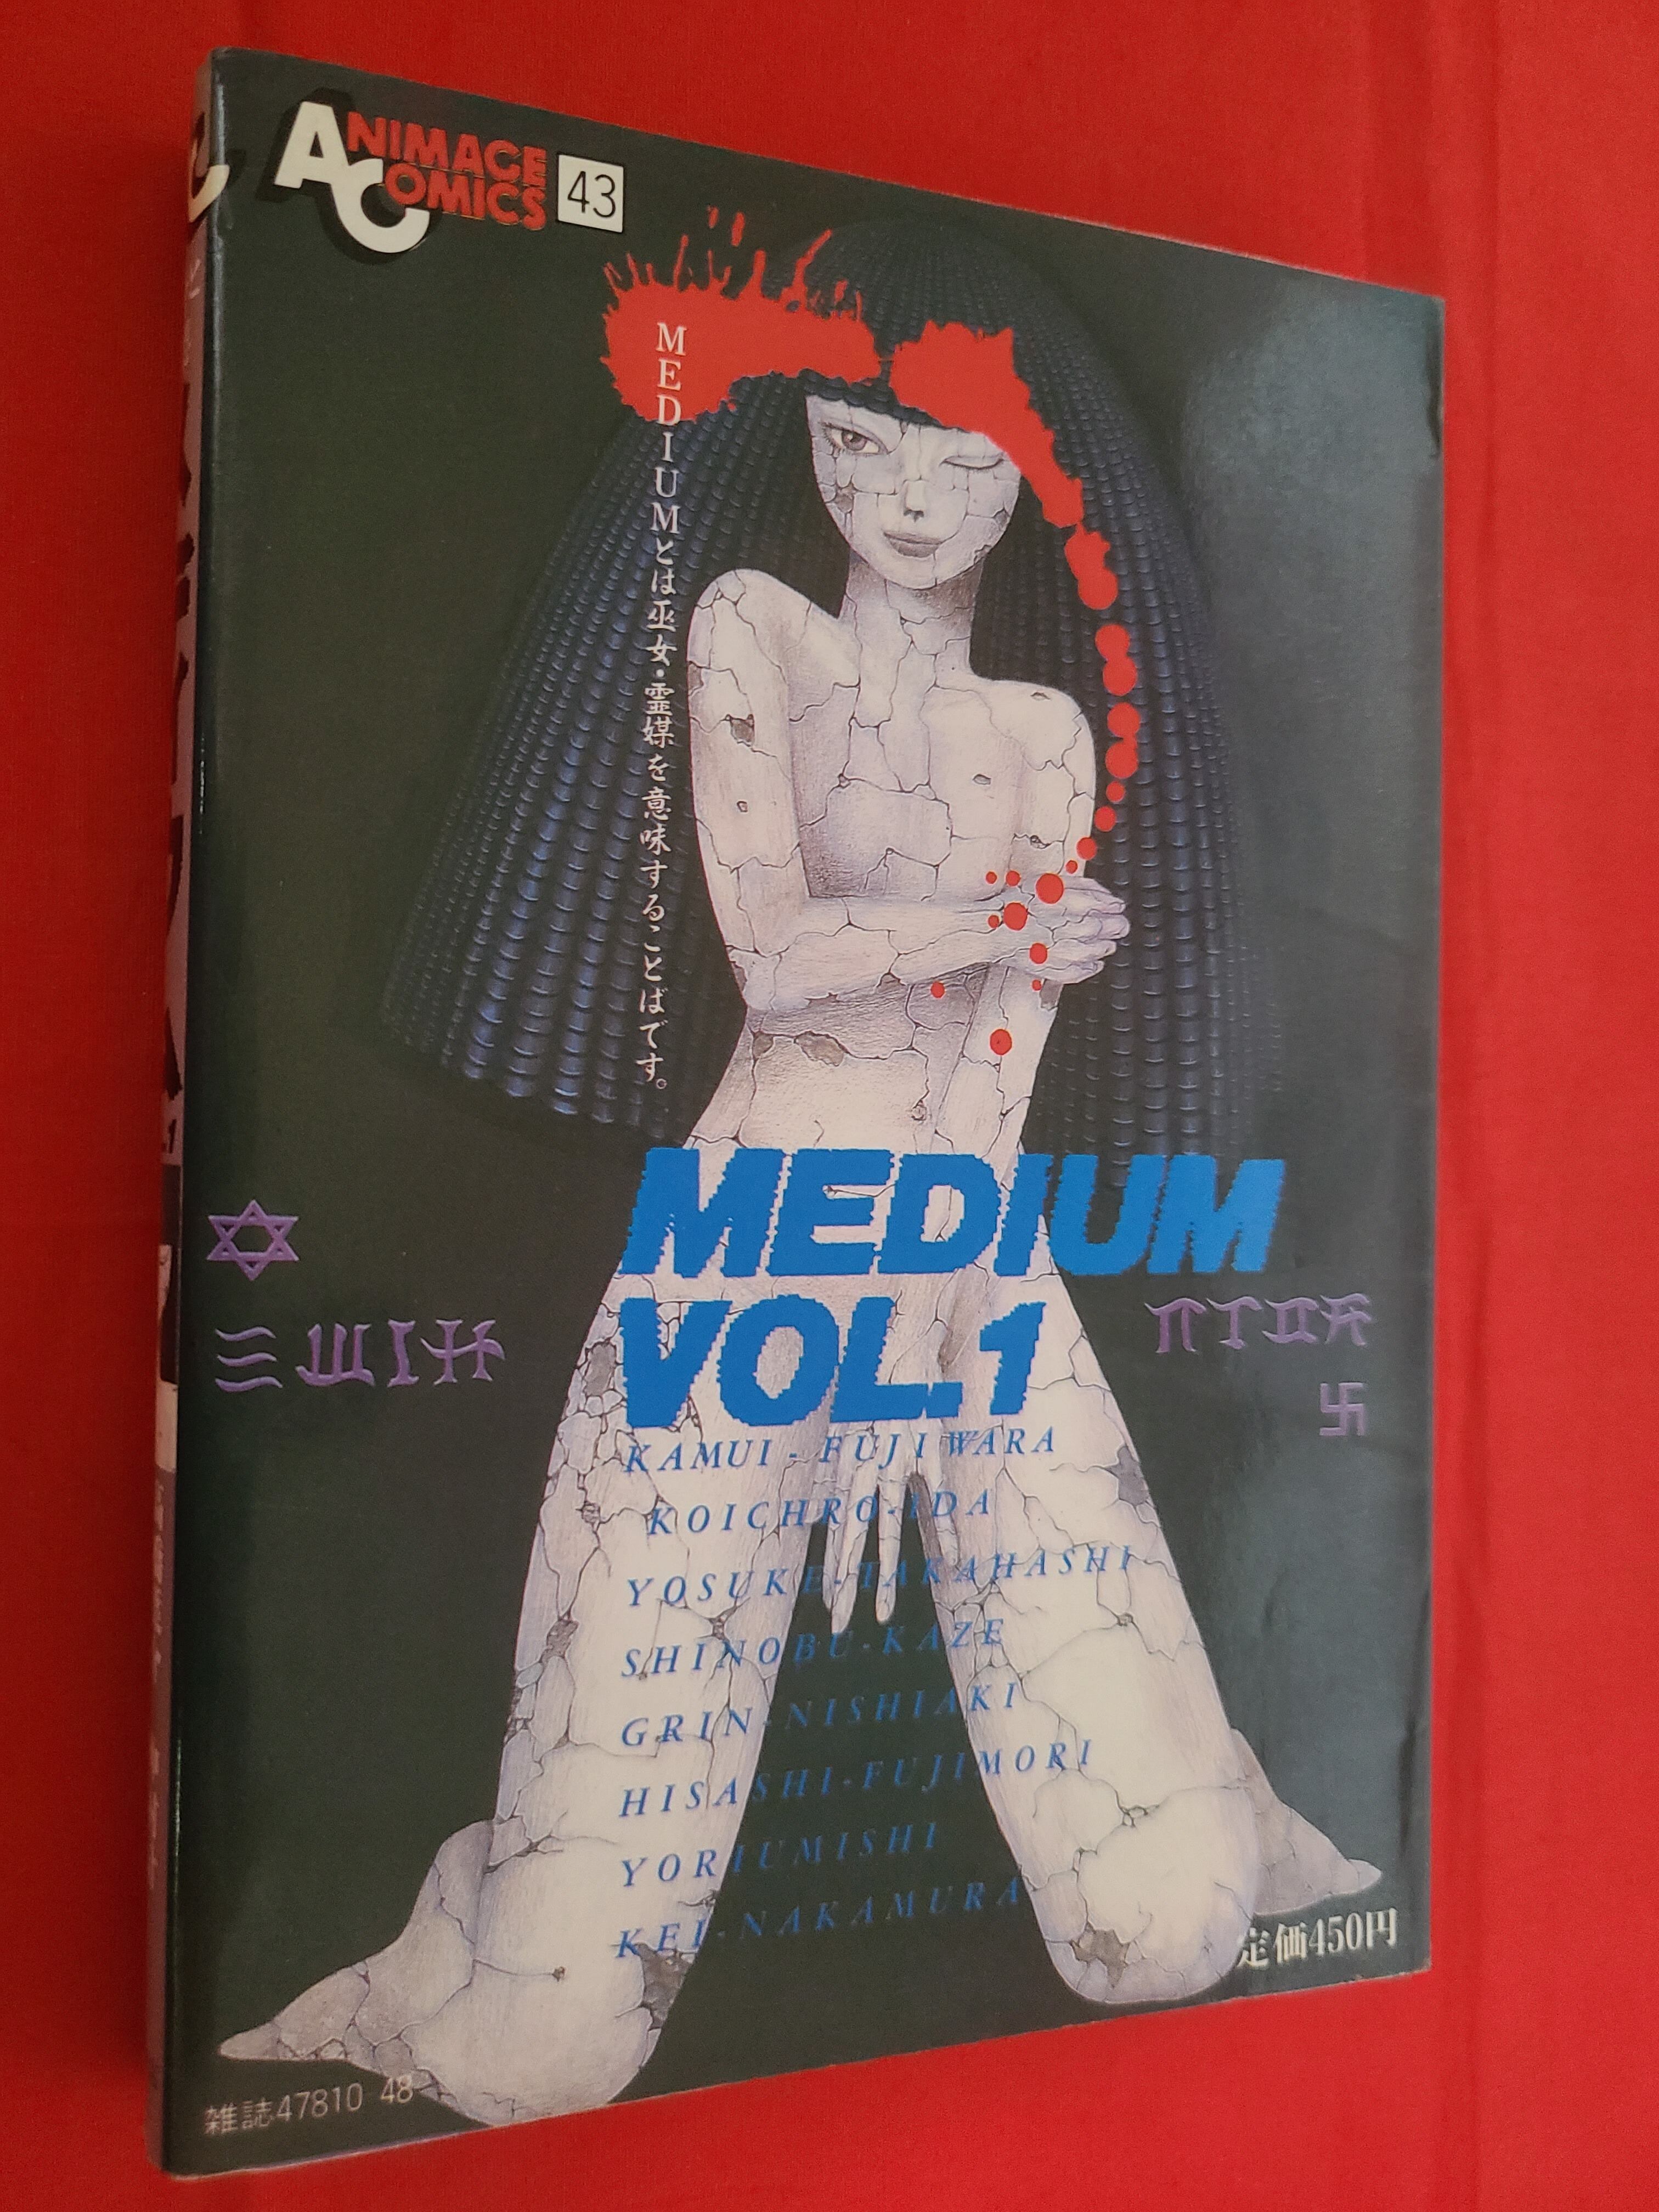 ANIMAGE
COMICS
43
MEDIUMとは巫女・霊媒を意味することばです。
MEDIUM
VOL.1
KAMUI-FUJIWARA
KOICHRO-IDA
YOSUKE-TAKAHASHI
SHINOBU-KAZE
GRIN-NISHIAKI
HISASHI-FUJIMORI
YORIUMISHI
KEI-NAKAMURA
定価450円
雑誌47810 48